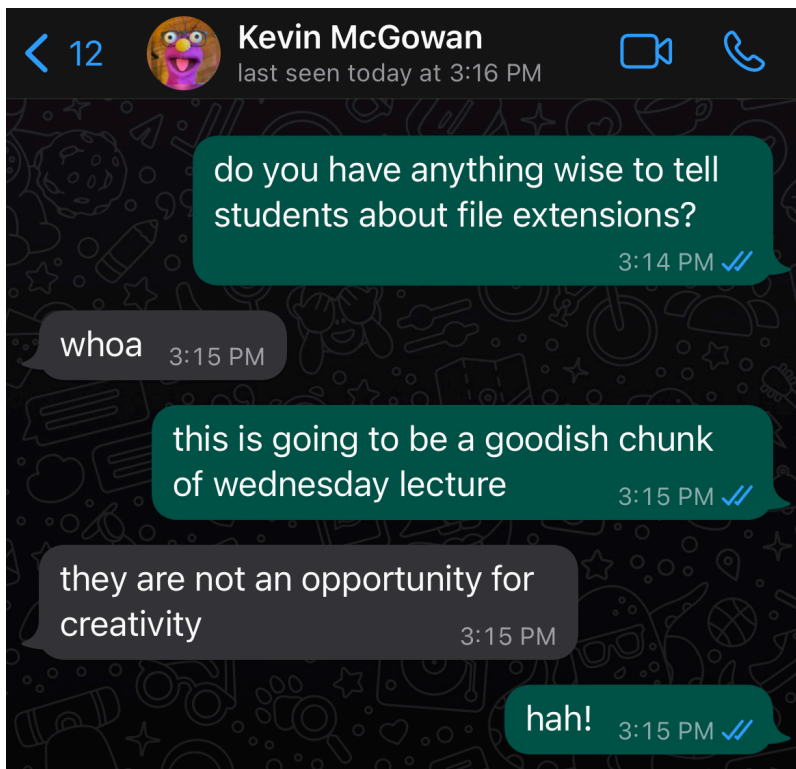 12
Kevin McGowan
last seen today at 3:16 PM
do you have anything wise to tell
students about file extensions?
3:14 PM
whoa
3:15 PM
this is going to be a goodish chunk
of wednesday lecture
3:15 PM
they are not an opportunity for
creativity
3:15 PM
hah!
3:15 PM